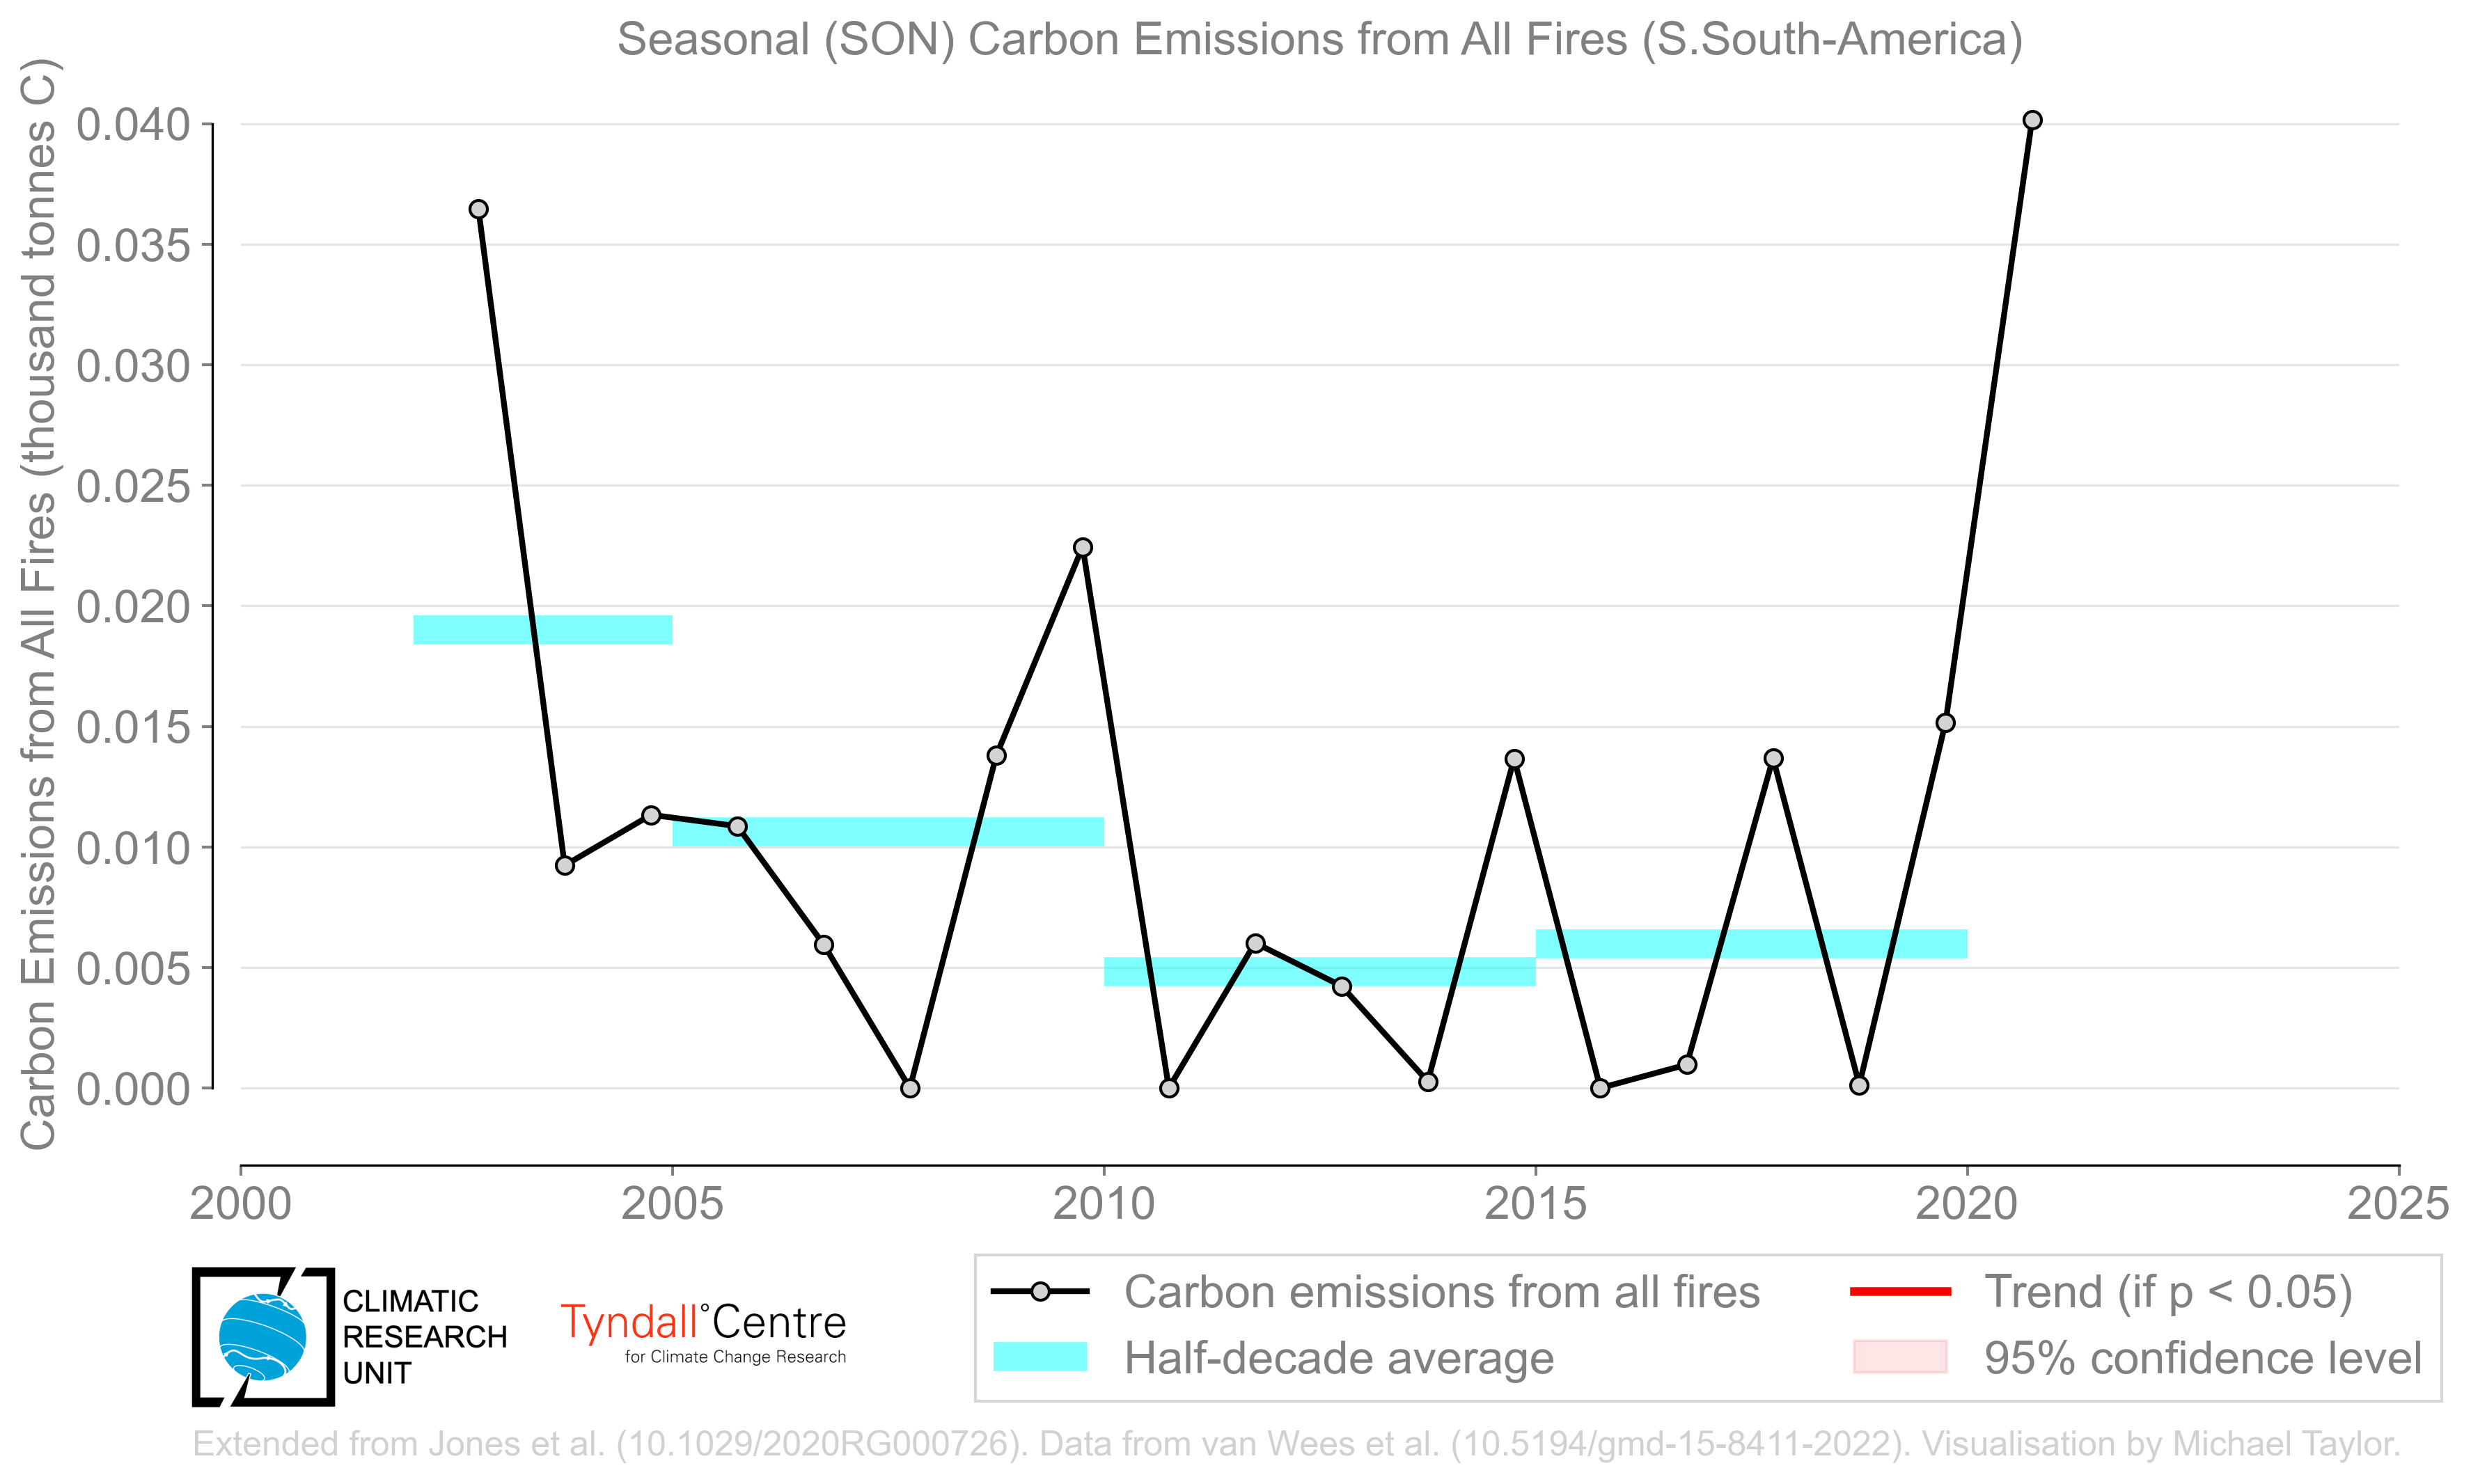 Seasonal (SON) Carbon Emissions from All Fires (S.South-America)
Carbon Emissions from All Fires (thousand tonnes C)
0.040
0.035
0.030
0.025
0.020
0.015
0.010
0.005
0.000
2000
2005
2010
2015
2020
2025
CLIMATIC
RESEARCH
UNIT
Tyndall°Centre
for Climate Change Research
Carbon emissions from all fires
Half-decade average
Trend (if p < 0.05)
95% confidence level
Extended from Jones et al. (10.1029/2020RG000726). Data from van Wees et al. (10.5194/gmd-15-8411-2022). Visualisation by Michael Taylor.